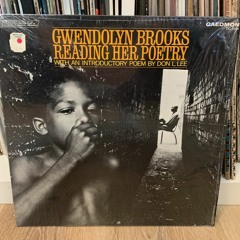 GWENDOLYN BROOKS
CAEDMON
READING HER POETRY
WITH AN INTRODUCTORY POEM BY DON L. LEE